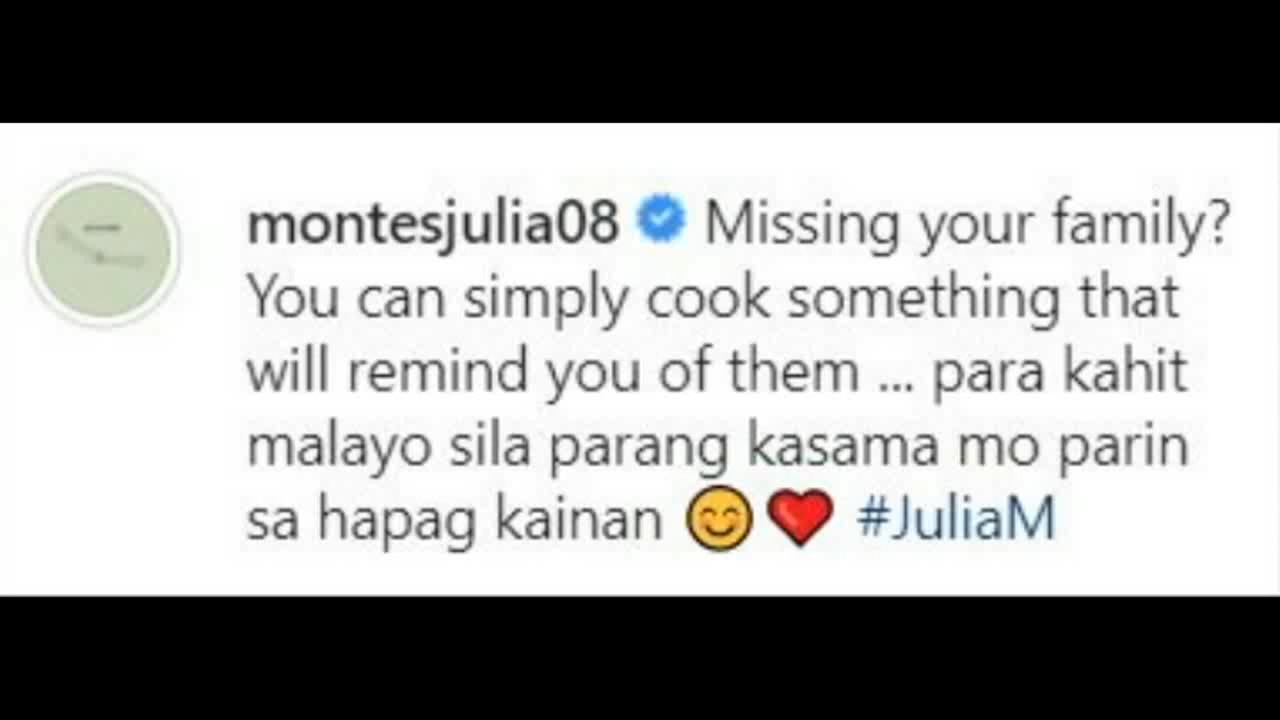 montesjulia08 Missing your family?
You can simply cook something that
will remind you of them ... para kahit
malayo sila parang kasama mo parin
sa hapag kainan 😊❤️ #JuliaM